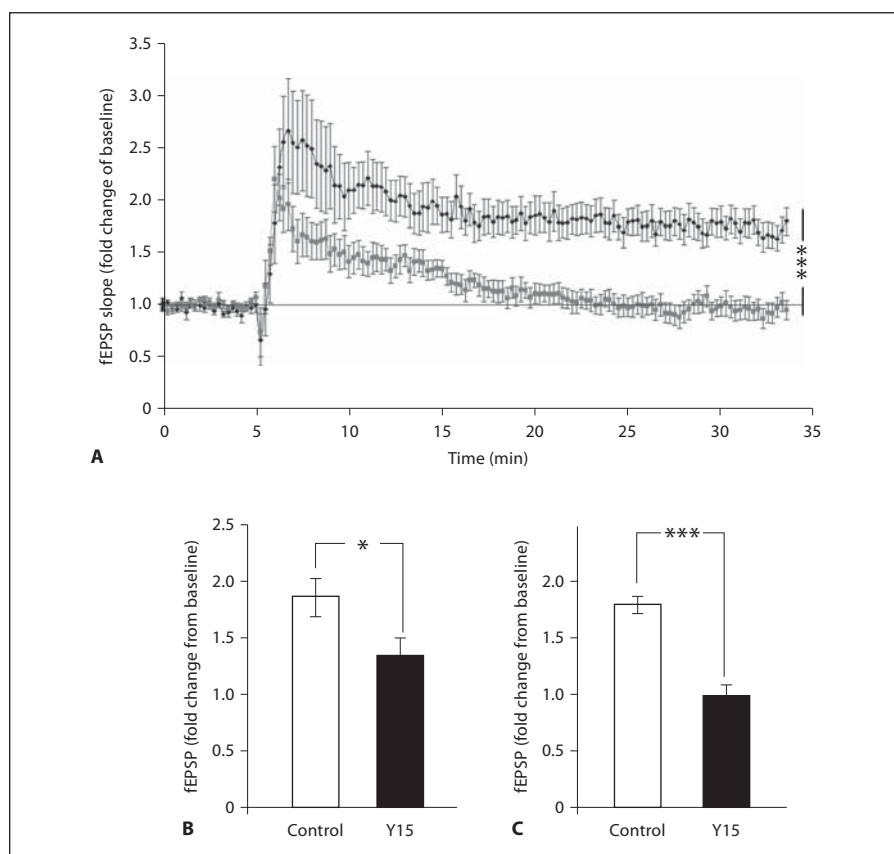 3.5
3.0
2.5
2.0
1.5
1.0
0.5
0
fEPSP slope (fold change of baseline)
***
0 5 10 15 20 25 30 35
Time (min)
A
2.5
2.0
1.5
1.0
0.5
0
fEPSP (fold change from baseline)
*
Control Y15
B
2.0
1.5
1.0
0.5
0
fEPSP (fold change from baseline)
***
Control Y15
C